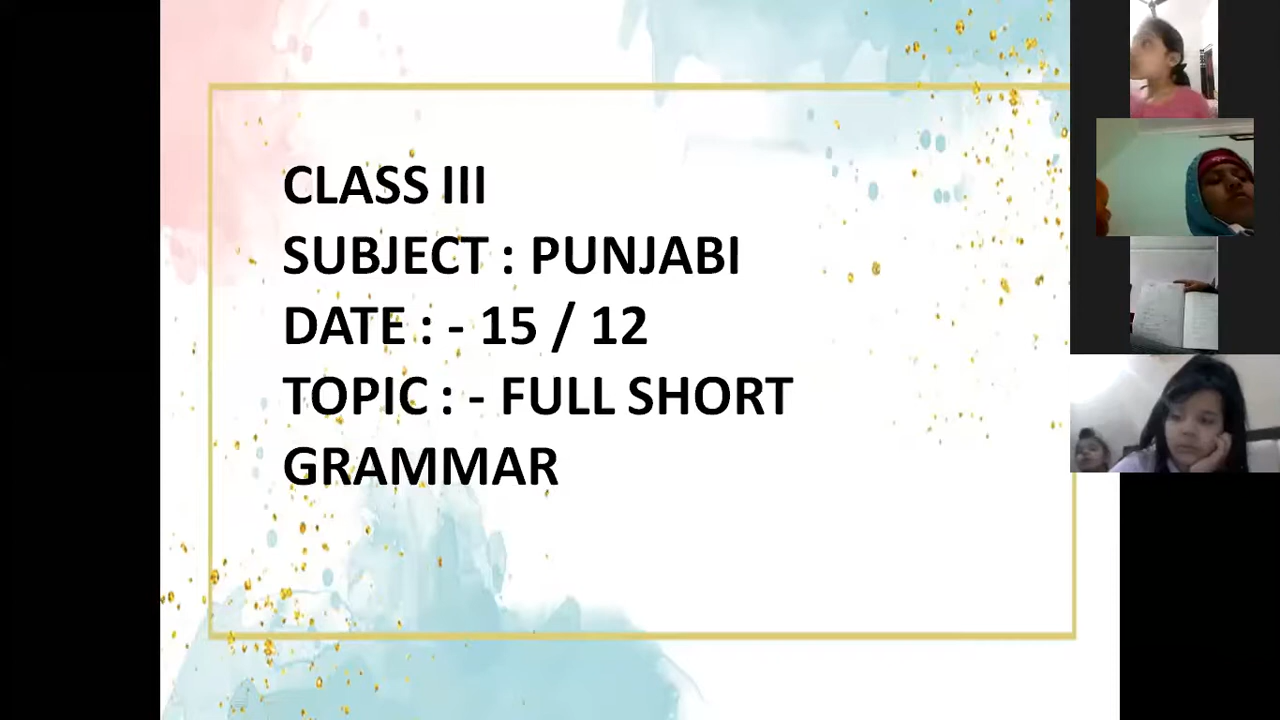 CLASS III
SUBJECT : PUNJABI
DATE : - 15 / 12
TOPIC : - FULL SHORT
GRAMMAR